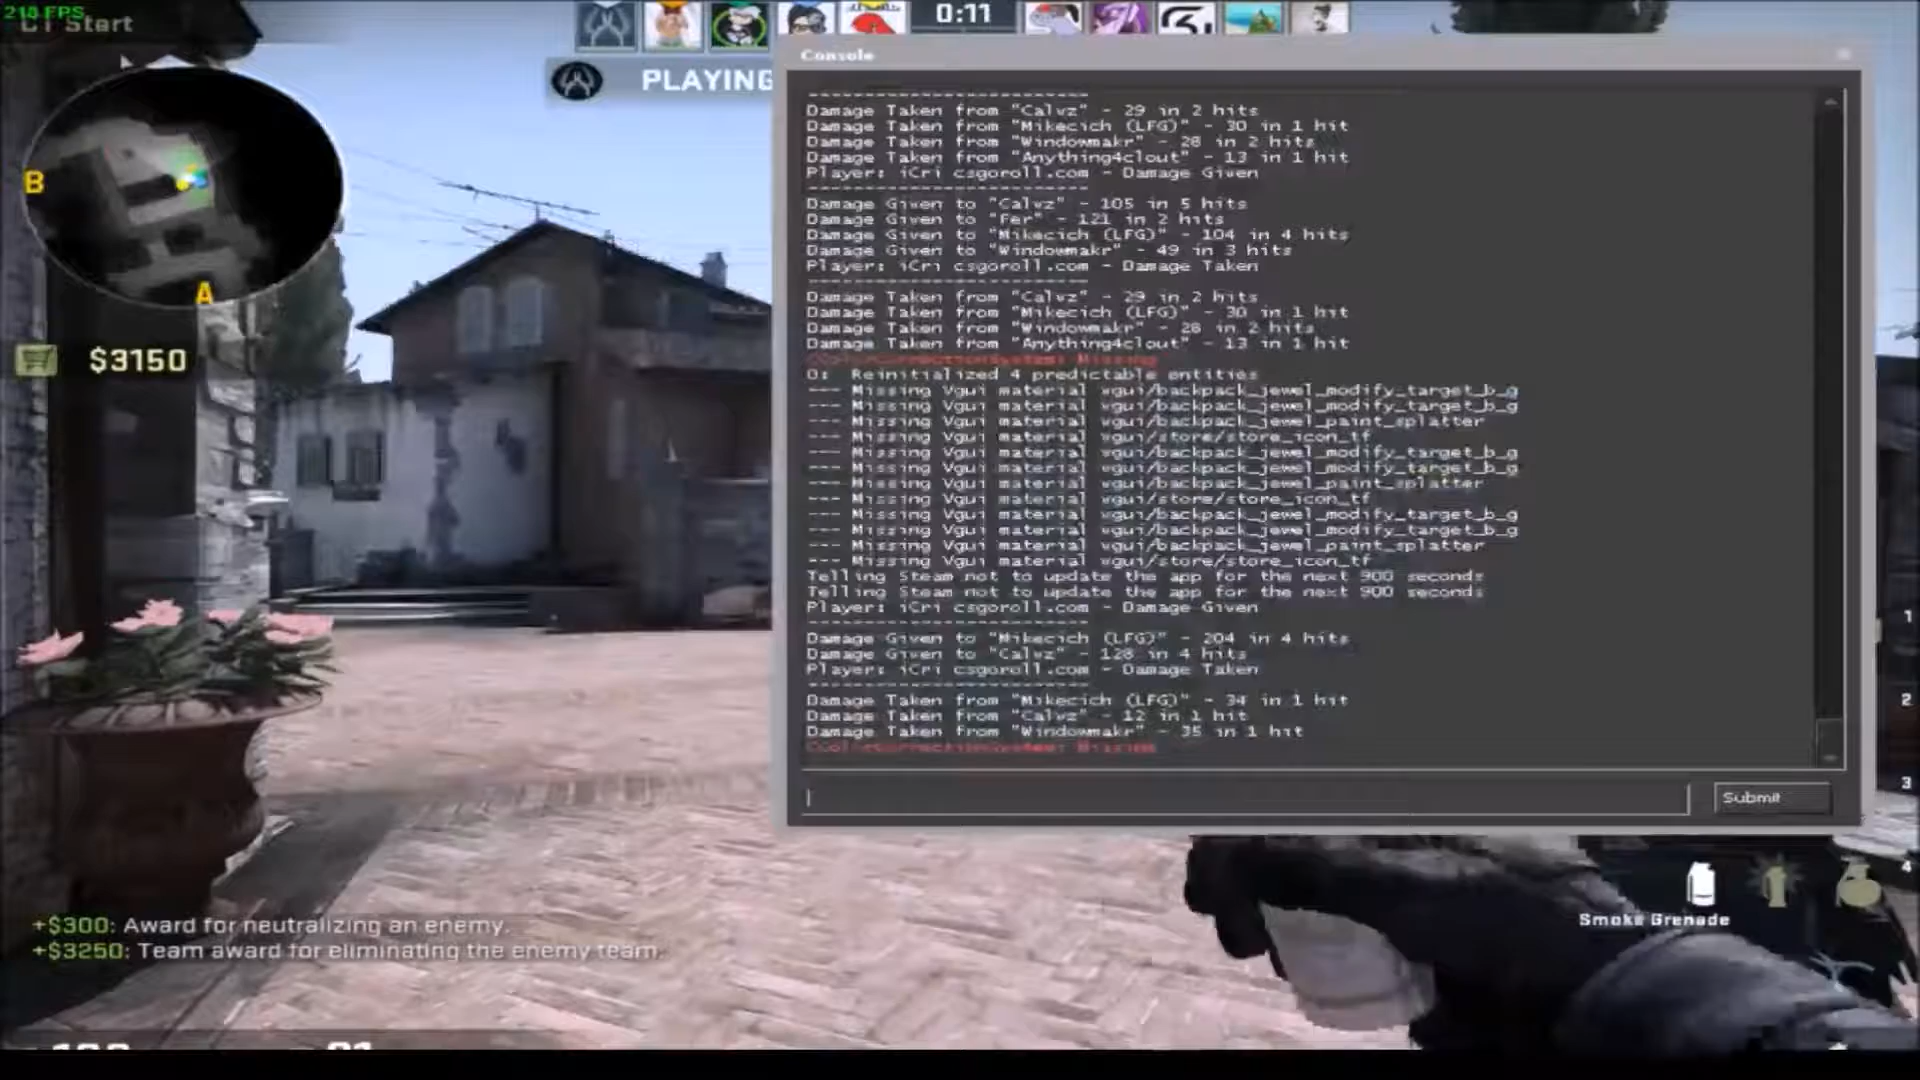 218 FPS
CT Start
0:11
PLAYING
Console
B
A
$3150
Damage Taken from "Calvz" - 29 in 2 hits
Damage Taken from "Mikecich (LFG)" - 30 in 1 hit
Damage Taken from "Windowmakr" - 28 in 2 hits
Damage Taken from "Anything4clout" - 13 in 1 hit
Player: iCri csgoroll.com - Damage Given
-------------------------
Damage Given to "Calvz" - 105 in 5 hits
Damage Given to "Fer" - 121 in 2 hits
Damage Given to "Mikecich (LFG)" - 104 in 4 hits
Damage Given to "Windowmakr" - 49 in 3 hits
Player: iCri csgoroll.com - Damage Taken
-------------------------
Damage Taken from "Calvz" - 29 in 2 hits
Damage Taken from "Mikecich (LFG)" - 30 in 1 hit
Damage Taken from "Windowmakr" - 28 in 2 hits
Damage Taken from "Anything4clout" - 13 in 1 hit
Missing
0: Reinitialized 4 predictable entities
--- Missing Vgui material vgui/backpack_jewel_modify_target_b_g
--- Missing Vgui material vgui/backpack_jewel_modify_target_b_g
--- Missing Vgui material vgui/backpack_jewel_paint_splatter
--- Missing Vgui material vgui/store/store_icon_tf
--- Missing Vgui material vgui/backpack_jewel_modify_target_b_g
--- Missing Vgui material vgui/backpack_jewel_modify_target_b_g
--- Missing Vgui material vgui/backpack_jewel_paint_splatter
--- Missing Vgui material vgui/store/store_icon_tf
--- Missing Vgui material vgui/backpack_jewel_modify_target_b_g
--- Missing Vgui material vgui/backpack_jewel_modify_target_b_g
--- Missing Vgui material vgui/backpack_jewel_paint_splatter
--- Missing Vgui material vgui/store/store_icon_tf
Telling Steam not to update the app for the next 900 seconds
Telling Steam not to update the app for the next 900 seconds
Player: iCri csgoroll.com - Damage Given
-------------------------
Damage Given to "Mikecich (LFG)" - 204 in 4 hits
Damage Given to "Calvz" - 128 in 4 hits
Player: iCri csgoroll.com - Damage Taken
-------------------------
Damage Taken from "Mikecich (LFG)" - 34 in 1 hit
Damage Taken from "Calvz" - 12 in 1 hit
Damage Taken from "Windowmakr" - 35 in 1 hit
Missing
Submit
1
2
3
4
Smoke Grenade
+$300: Award for neutralizing an enemy.
+$3250: Team award for eliminating the enemy team.